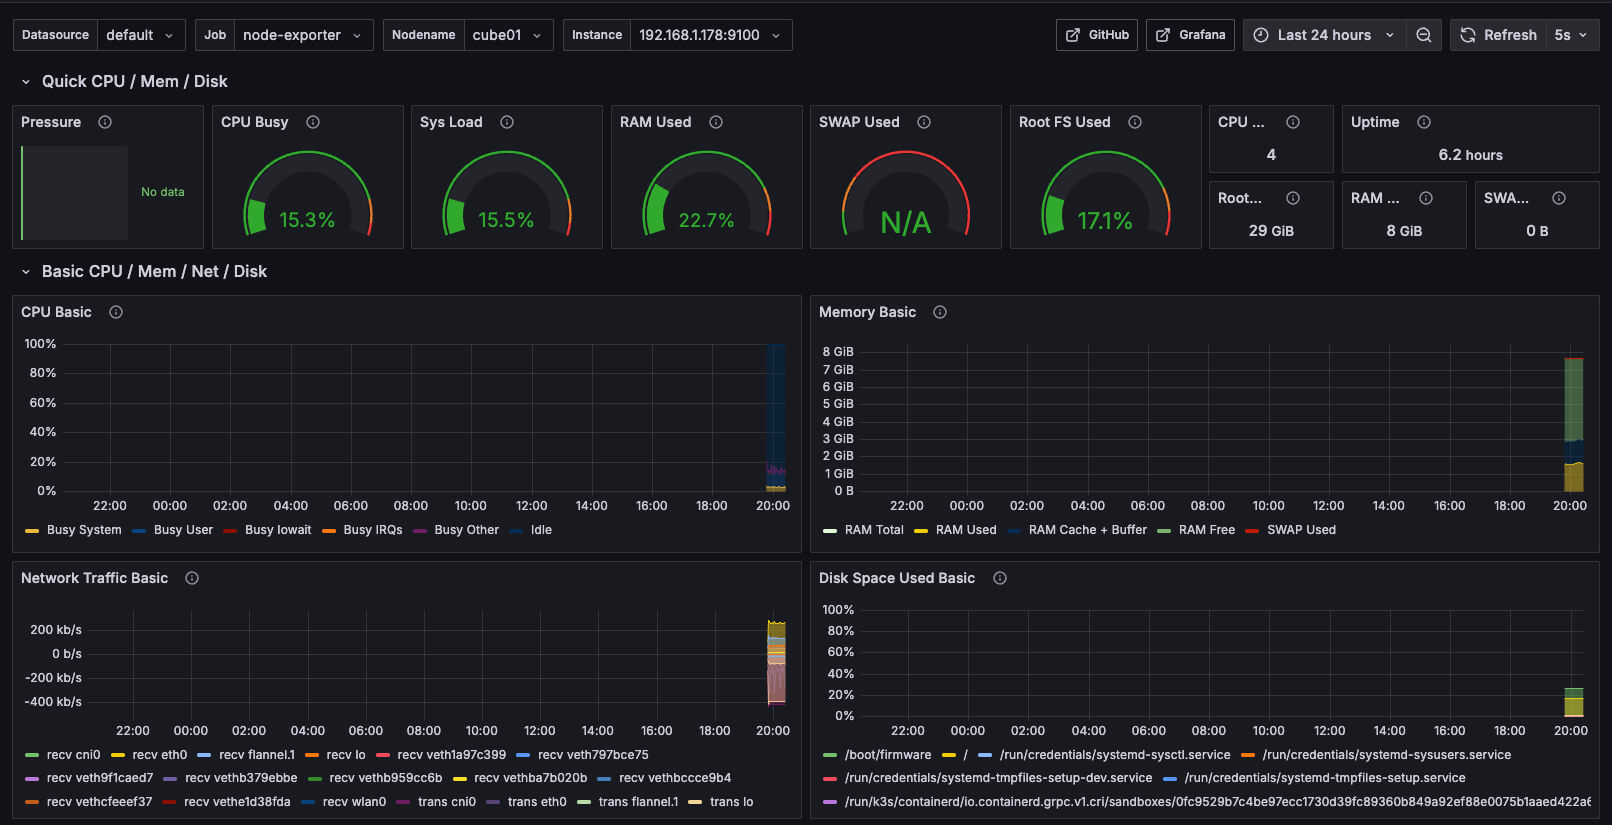 Datasource default Job node-exporter Nodename cube01 Instance 192.168.1.178:9100 GitHub Grafana Last 24 hours Refresh 5s
Quick CPU / Mem / Disk
Pressure CPU Busy Sys Load RAM Used SWAP Used Root FS Used CPU ... Uptime
4 6.2 hours
No data
Root... RAM ... SWA...
15.3% 15.5% 22.7% N/A 17.1%
29 GiB 8 GiB 0 B
Basic CPU / Mem / Net / Disk
CPU Basic
100%
80%
60%
40%
20%
0%
22:00 00:00 02:00 04:00 06:00 08:00 10:00 12:00 14:00 16:00 18:00 20:00
Busy System Busy User Busy Iowait Busy IRQs Busy Other Idle
Memory Basic
8 GiB
7 GiB
6 GiB
5 GiB
4 GiB
3 GiB
2 GiB
1 GiB
0 B
22:00 00:00 02:00 04:00 06:00 08:00 10:00 12:00 14:00 16:00 18:00 20:00
RAM Total RAM Used RAM Cache + Buffer RAM Free SWAP Used
Network Traffic Basic
200 kb/s
0 b/s
-200 kb/s
-400 kb/s
22:00 00:00 02:00 04:00 06:00 08:00 10:00 12:00 14:00 16:00 18:00 20:00
recv cni0 recv eth0 recv flannel.1 recv lo recv veth1a97c399 recv veth797bce75
recv veth9f1caed7 recv vethb379ebbe recv vethb959cc6b recv vethba7b020b recv vethbccce9b4
recv vethcfeeef37 recv vethe1d38fda recv wlan0 trans cni0 trans eth0 trans flannel.1 trans lo
Disk Space Used Basic
100%
80%
60%
40%
20%
0%
22:00 00:00 02:00 04:00 06:00 08:00 10:00 12:00 14:00 16:00 18:00 20:00
/boot/firmware / /run/credentials/systemd-sysctl.service /run/credentials/systemd-sysusers.service
/run/credentials/systemd-tmpfiles-setup-dev.service /run/credentials/systemd-tmpfiles-setup.service
/run/k3s/containerd/io.containerd.grpc.v1.cri/sandboxes/0fc9529b7c4be97ecc1730d39fc89360b849a92ef88e0075b1aaed422a6